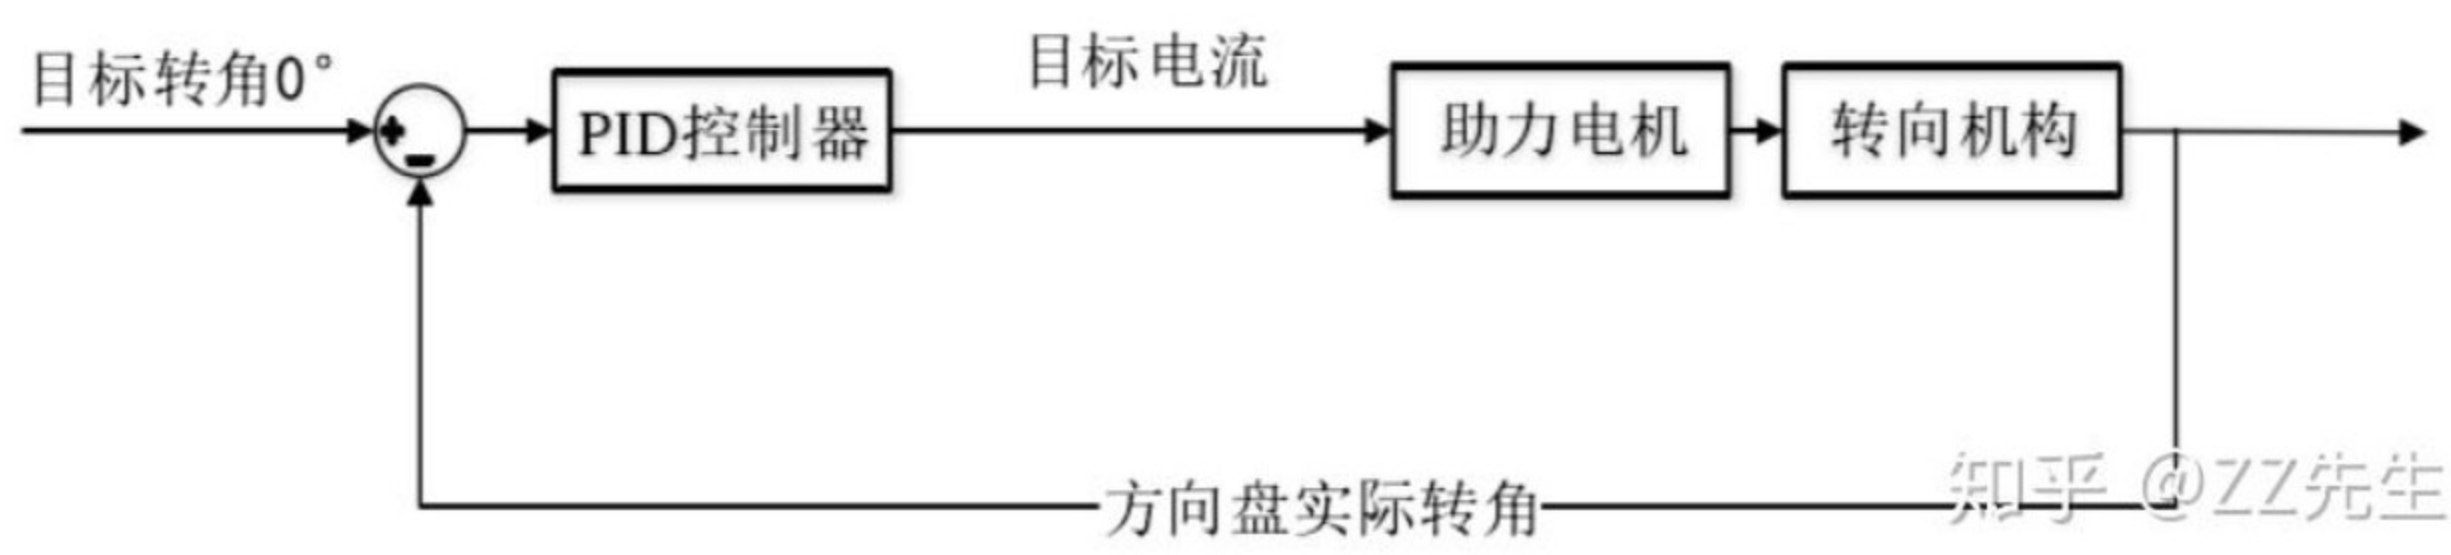 目标转角0°
目标电流
+
PID控制器
助力电机
转向机构
-
方向盘实际转角
知乎 @ZZ先生